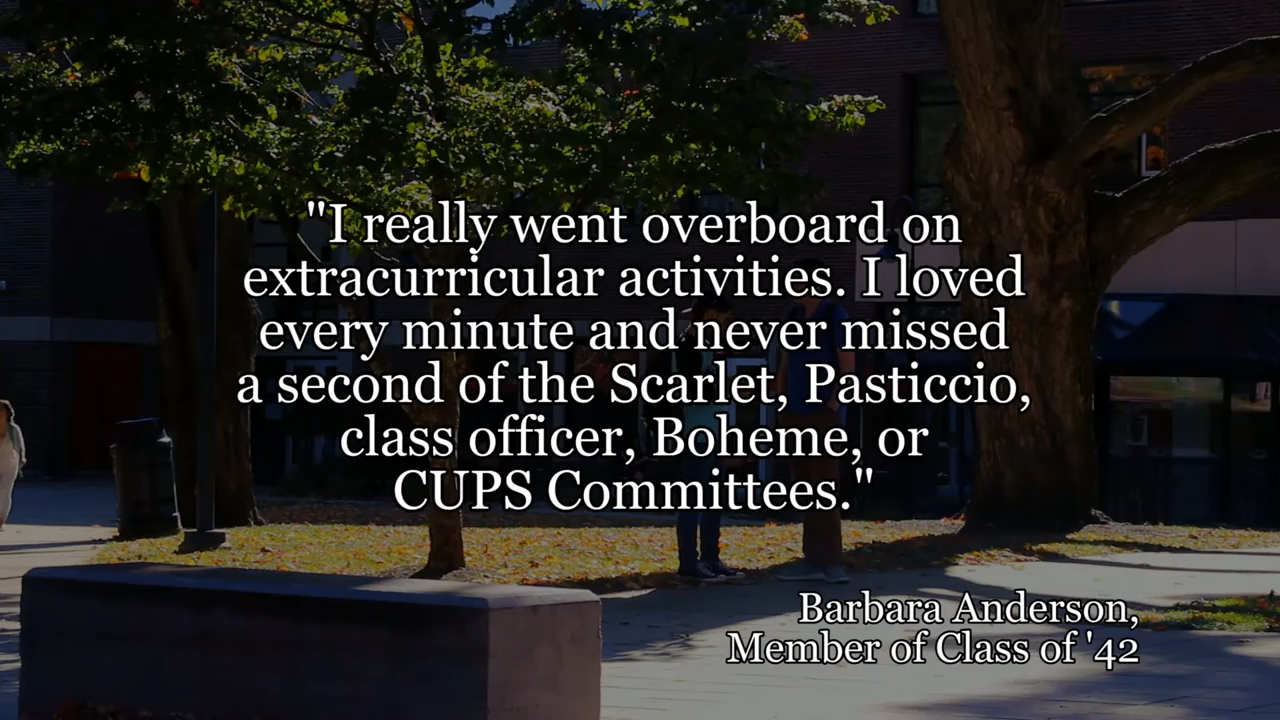 "I really went overboard on
extracurricular activities. I loved
every minute and never missed
a second of the Scarlet, Pasticcio,
class officer, Boheme, or
CUPS Committees."
Barbara Anderson,
Member of Class of '42